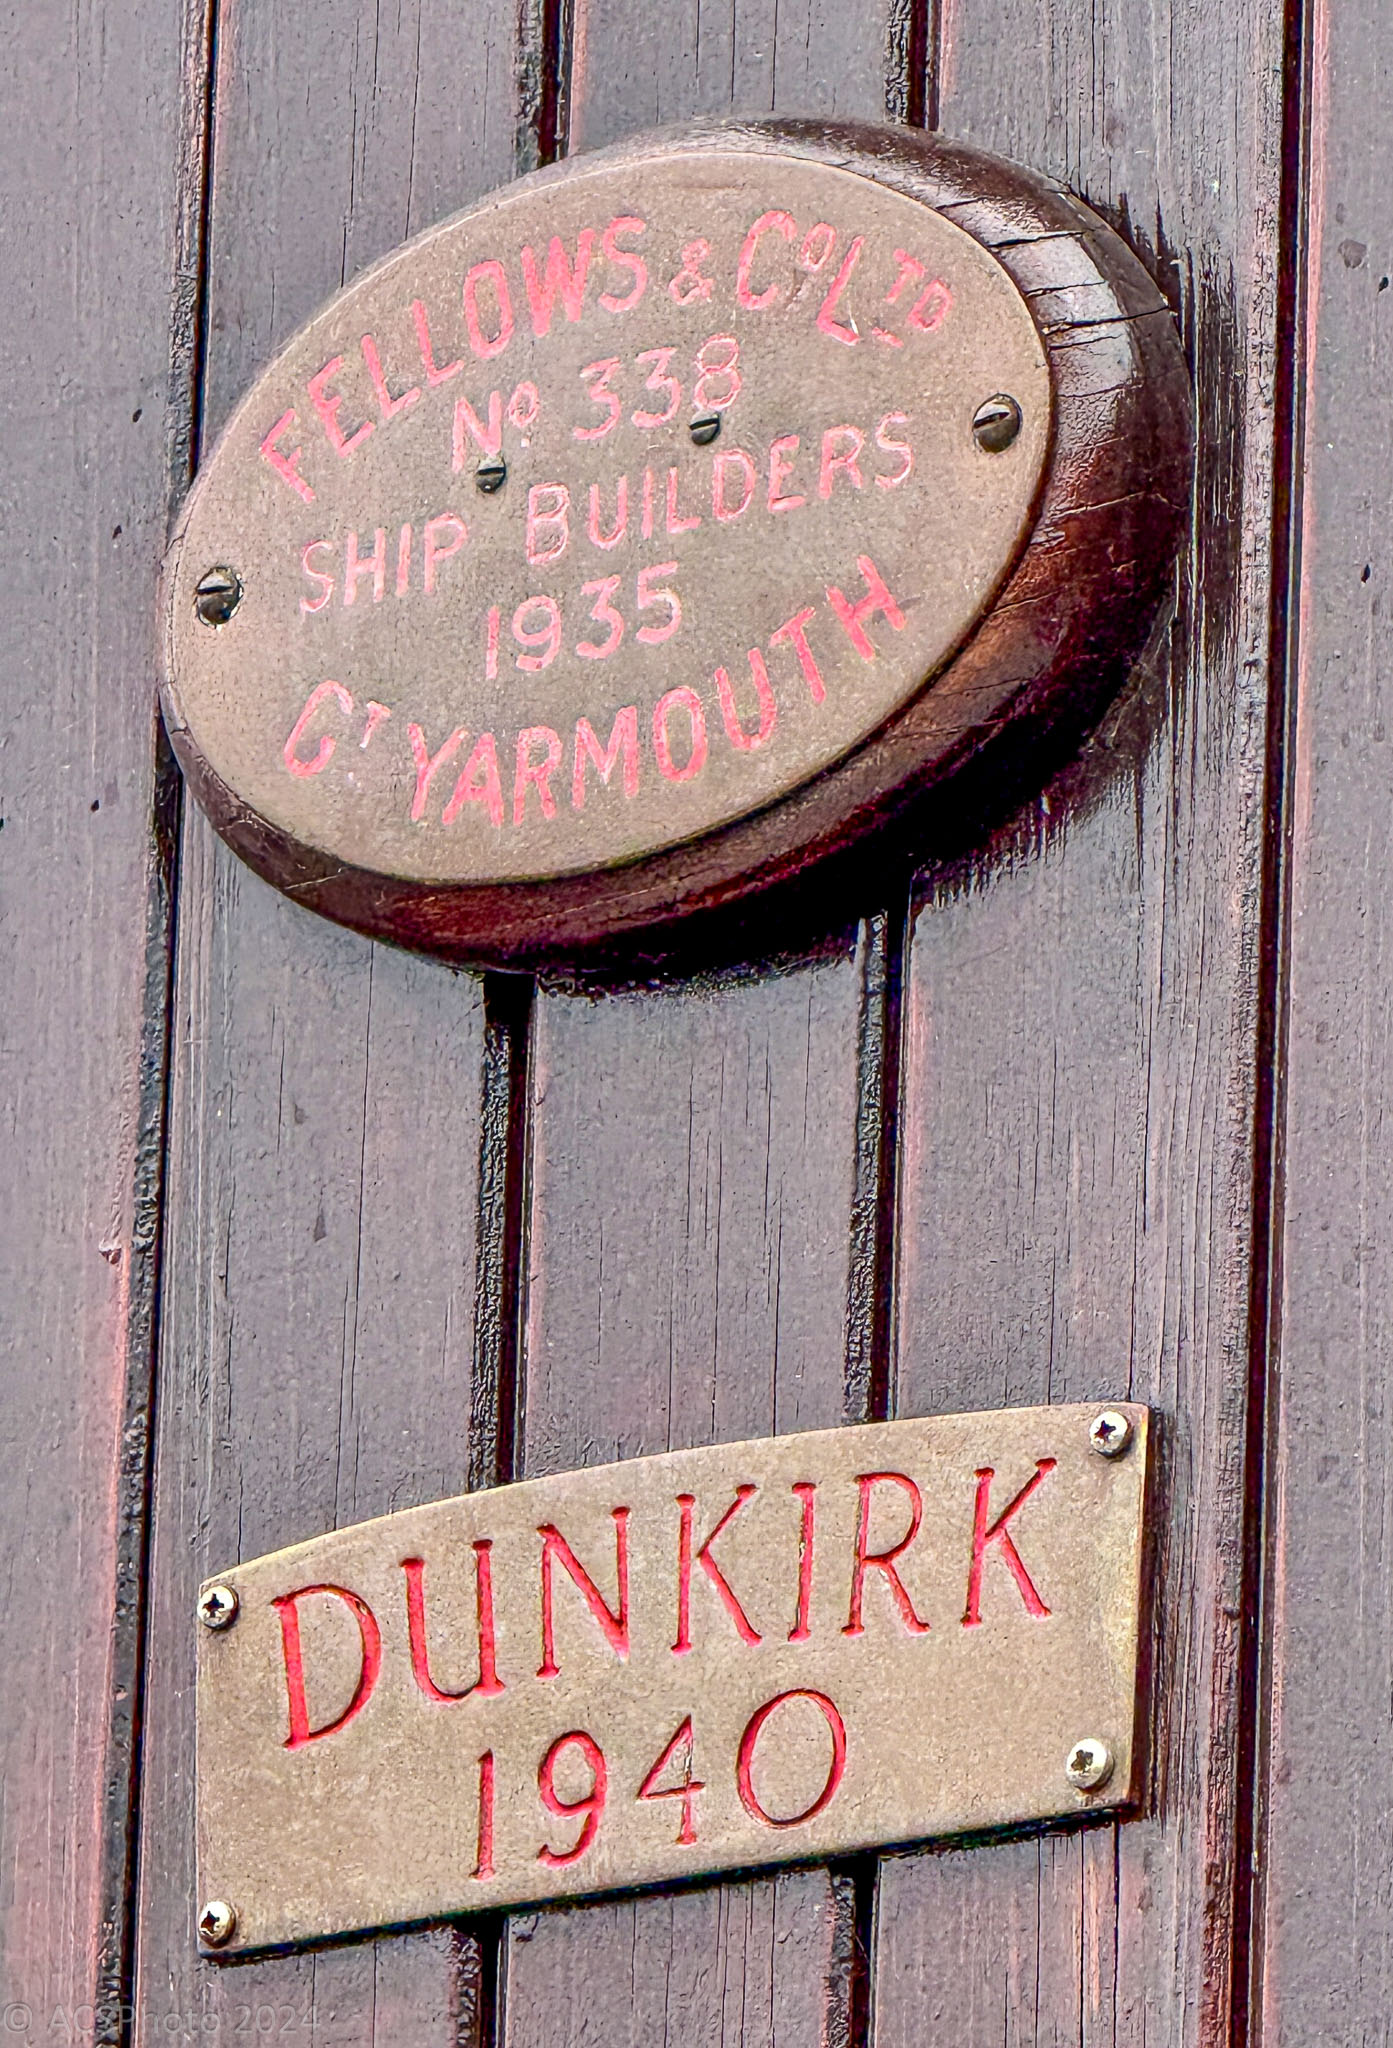 FELLOWS & Cº LTD
Nº 338
SHIP BUILDERS
1935
GT YARMOUTH
DUNKIRK
1940
© ACSPhoto 2024